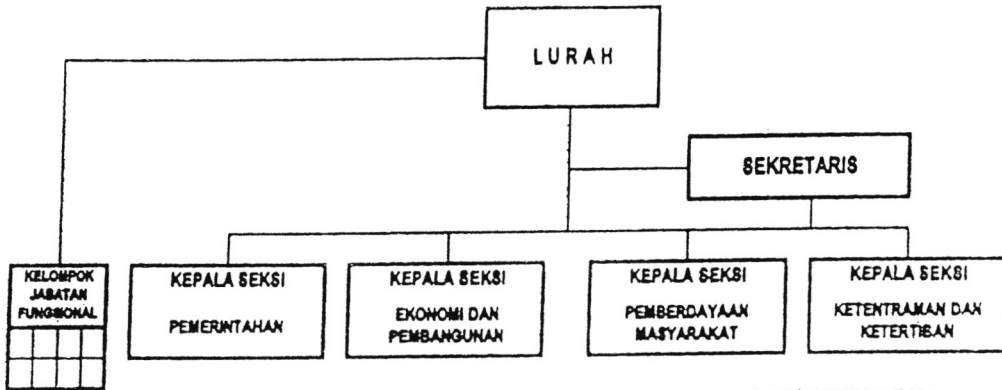 LURAH
SEKRETARIS
KELOMPOK
JABATAN
FUNGSIONAL
KEPALA SEKSI
PEMERINTAHAN
KEPALA SEKSI
EKONOMI DAN
PEMBANGUNAN
KEPALA SEKSI
PEMBERDAYAAN
MASYARAKAT
KEPALA SEKSI
KETENTRAMAN DAN
KETERTIBAN